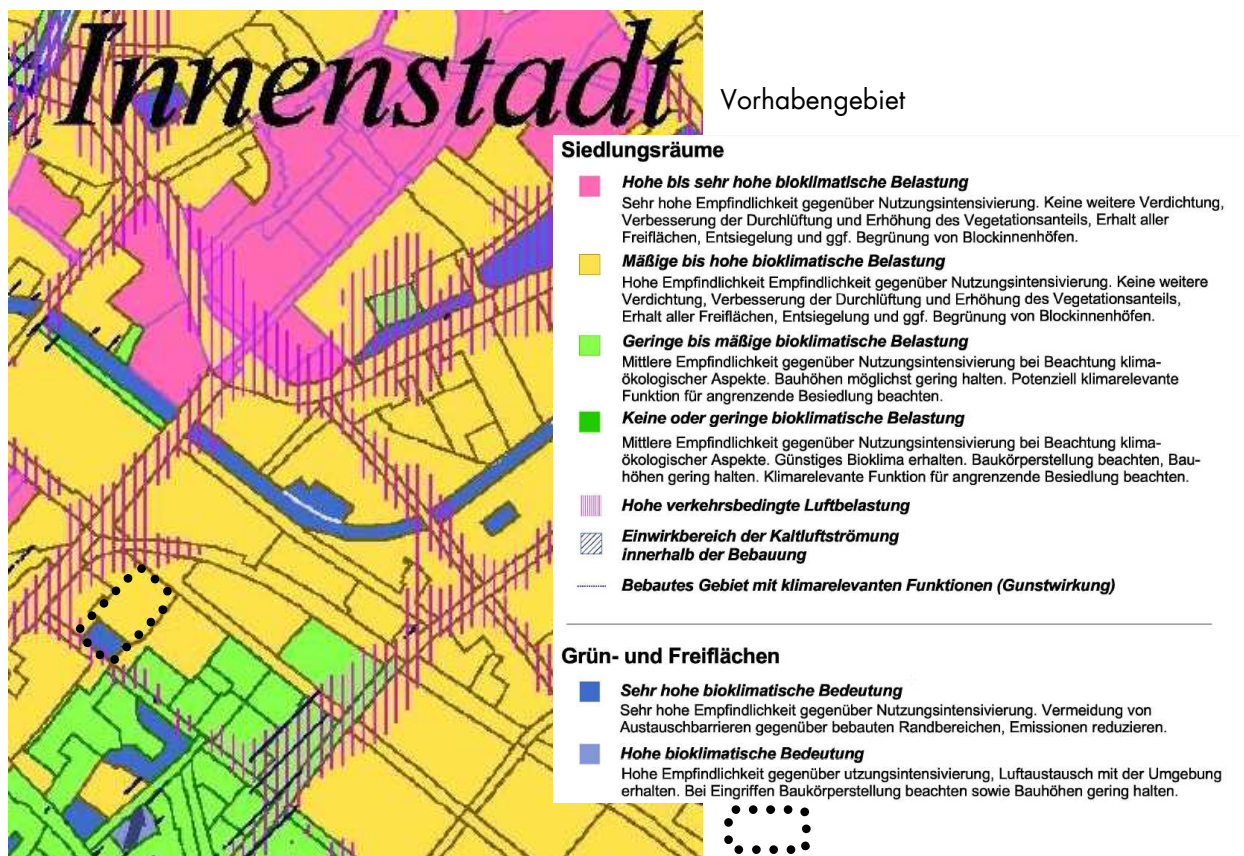 Innenstadt
Vorhabengebiet
Siedlungsräume
Hohe bis sehr hohe bioklimatische Belastung
Sehr hohe Empfindlichkeit gegenüber Nutzungsintensivierung. Keine weitere Verdichtung,
Verbesserung der Durchlüftung und Erhöhung des Vegetationsanteils, Erhalt aller
Freiflächen, Entsiegelung und ggf. Begrünung von Blockinnenhöfen.
Mäßige bis hohe bioklimatische Belastung
Hohe Empfindlichkeit Empfindlichkeit gegenüber Nutzungsintensivierung. Keine weitere
Verdichtung, Verbesserung der Durchlüftung und Erhöhung des Vegetationsanteils,
Erhalt aller Freiflächen, Entsiegelung und ggf. Begrünung von Blockinnenhöfen.
Geringe bis mäßige bioklimatische Belastung
Mittlere Empfindlichkeit gegenüber Nutzungsintensivierung bei Beachtung klima-
ökologischer Aspekte. Bauhöhen möglichst gering halten. Potenziell klimarelevante
Funktion für angrenzende Besiedlung beachten.
Keine oder geringe bioklimatische Belastung
Mittlere Empfindlichkeit gegenüber Nutzungsintensivierung bei Beachtung klima-
ökologischer Aspekte. Günstiges Bioklima erhalten. Baukörperstellung beachten, Bau-
höhen gering halten. Klimarelevante Funktion für angrenzende Besiedlung beachten.
Hohe verkehrsbedingte Luftbelastung
Einwirkbereich der Kaltluftströmung
innerhalb der Bebauung
Bebautes Gebiet mit klimarelevanten Funktionen (Gunstwirkung)
Grün- und Freiflächen
Sehr hohe bioklimatische Bedeutung
Sehr hohe Empfindlichkeit gegenüber Nutzungsintensivierung. Vermeidung von
Austauschbarrieren gegenüber bebauten Randbereichen, Emissionen reduzieren.
Hohe bioklimatische Bedeutung
Hohe Empfindlichkeit gegenüber utzungsintensivierung, Luftaustausch mit der Umgebung
erhalten. Bei Eingriffen Baukörperstellung beachten sowie Bauhöhen gering halten.